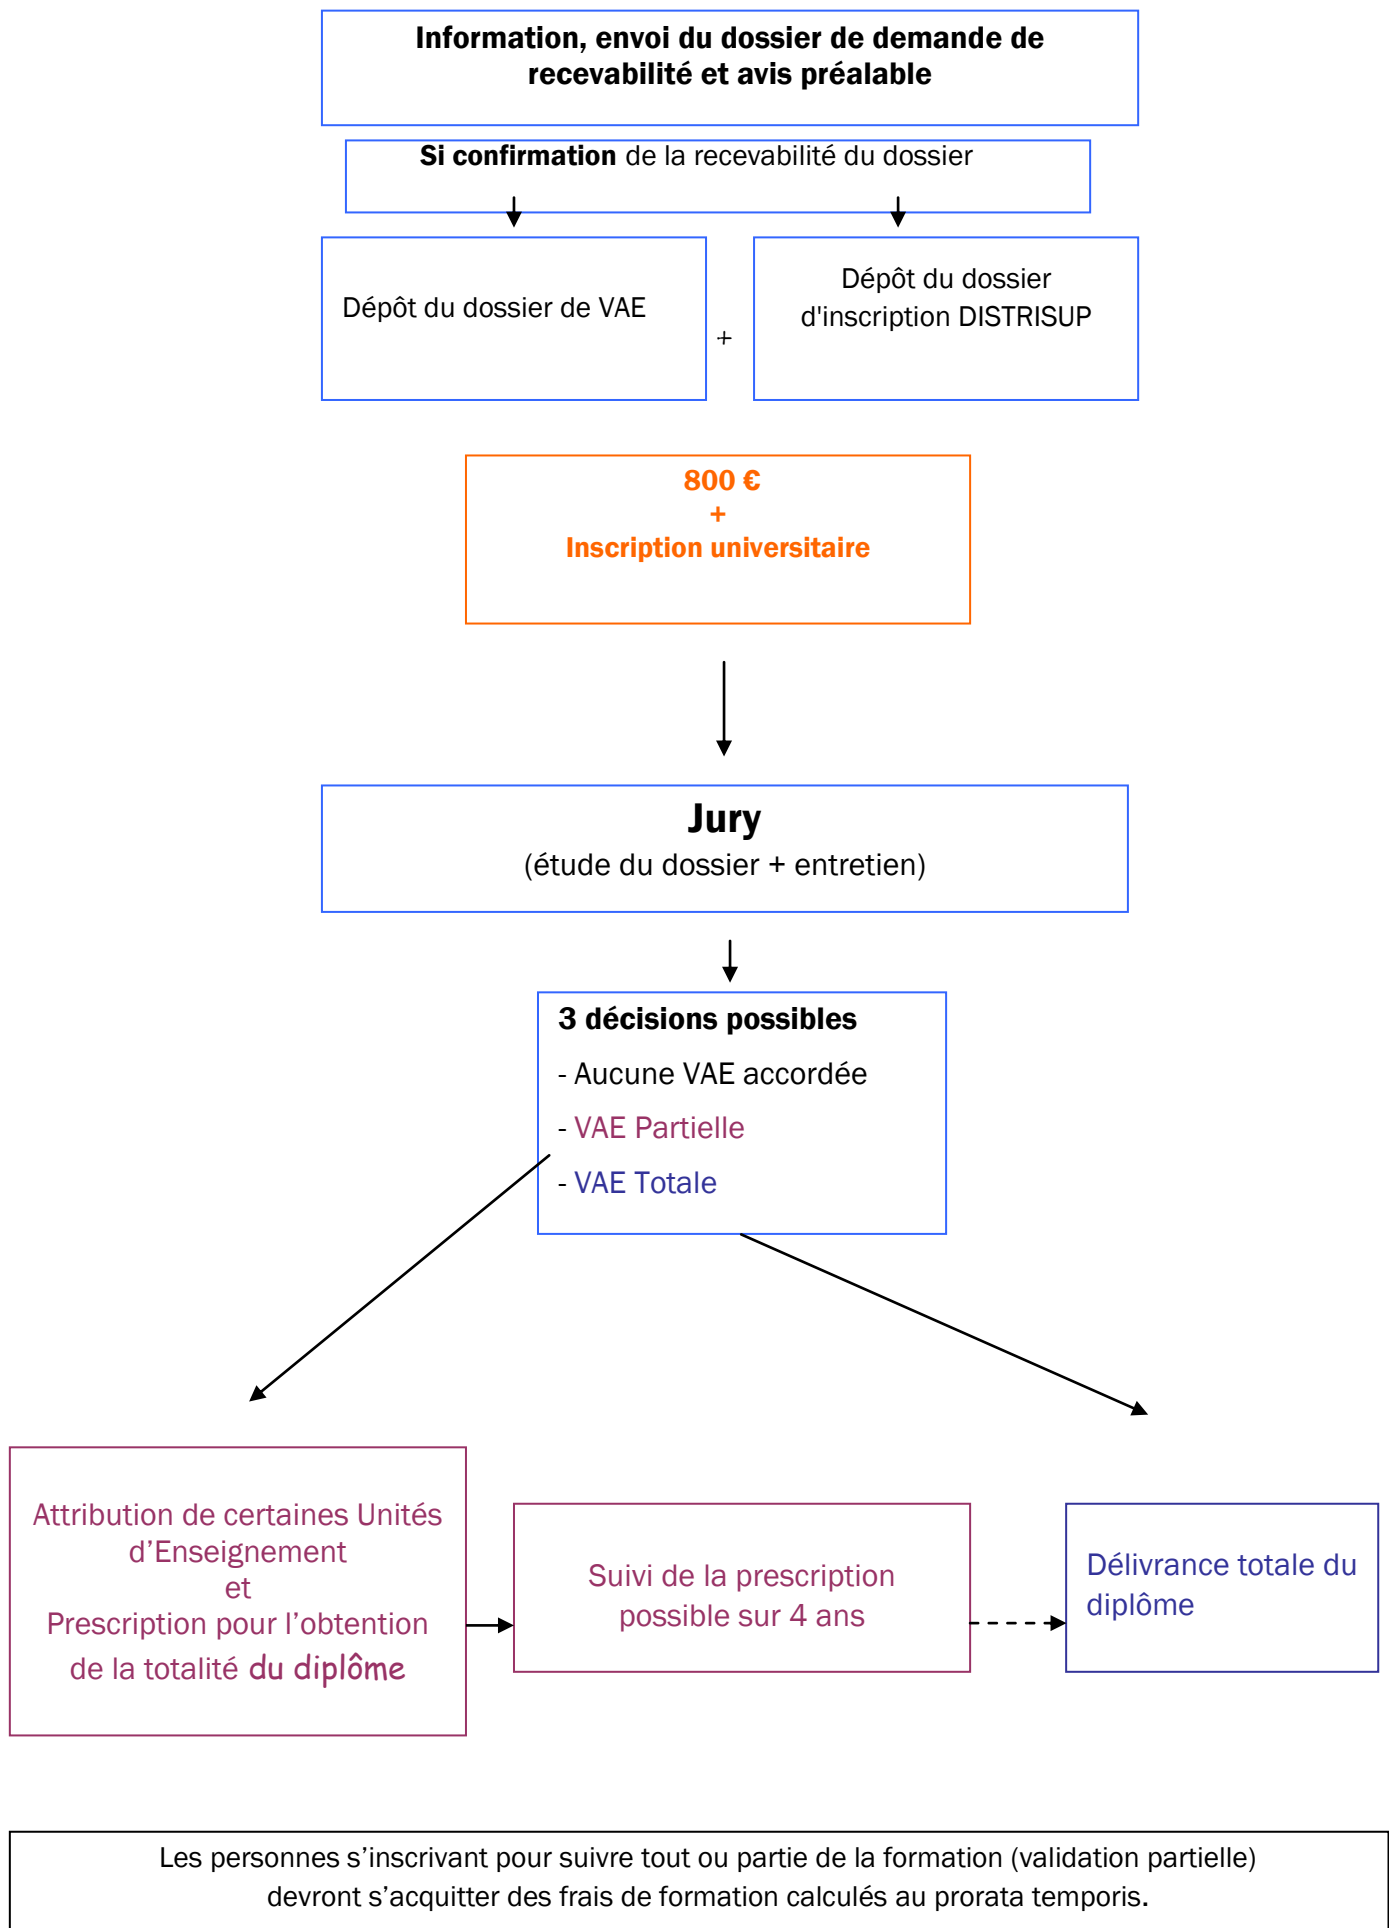 Information, envoi du dossier de demande de
recevabilité et avis préalable
Si confirmation de la recevabilité du dossier
Dépôt du dossier de VAE
+
Dépôt du dossier
d'inscription DISTRISUP
800 €
+
Inscription universitaire
Jury
(étude du dossier + entretien)
3 décisions possibles
- Aucune VAE accordée
- VAE Partielle
- VAE Totale
Attribution de certaines Unités
d’Enseignement
et
Prescription pour l’obtention
de la totalité du diplôme
Suivi de la prescription
possible sur 4 ans
Délivrance totale du
diplôme
Les personnes s’inscrivant pour suivre tout ou partie de la formation (validation partielle)
devront s’acquitter des frais de formation calculés au prorata temporis.